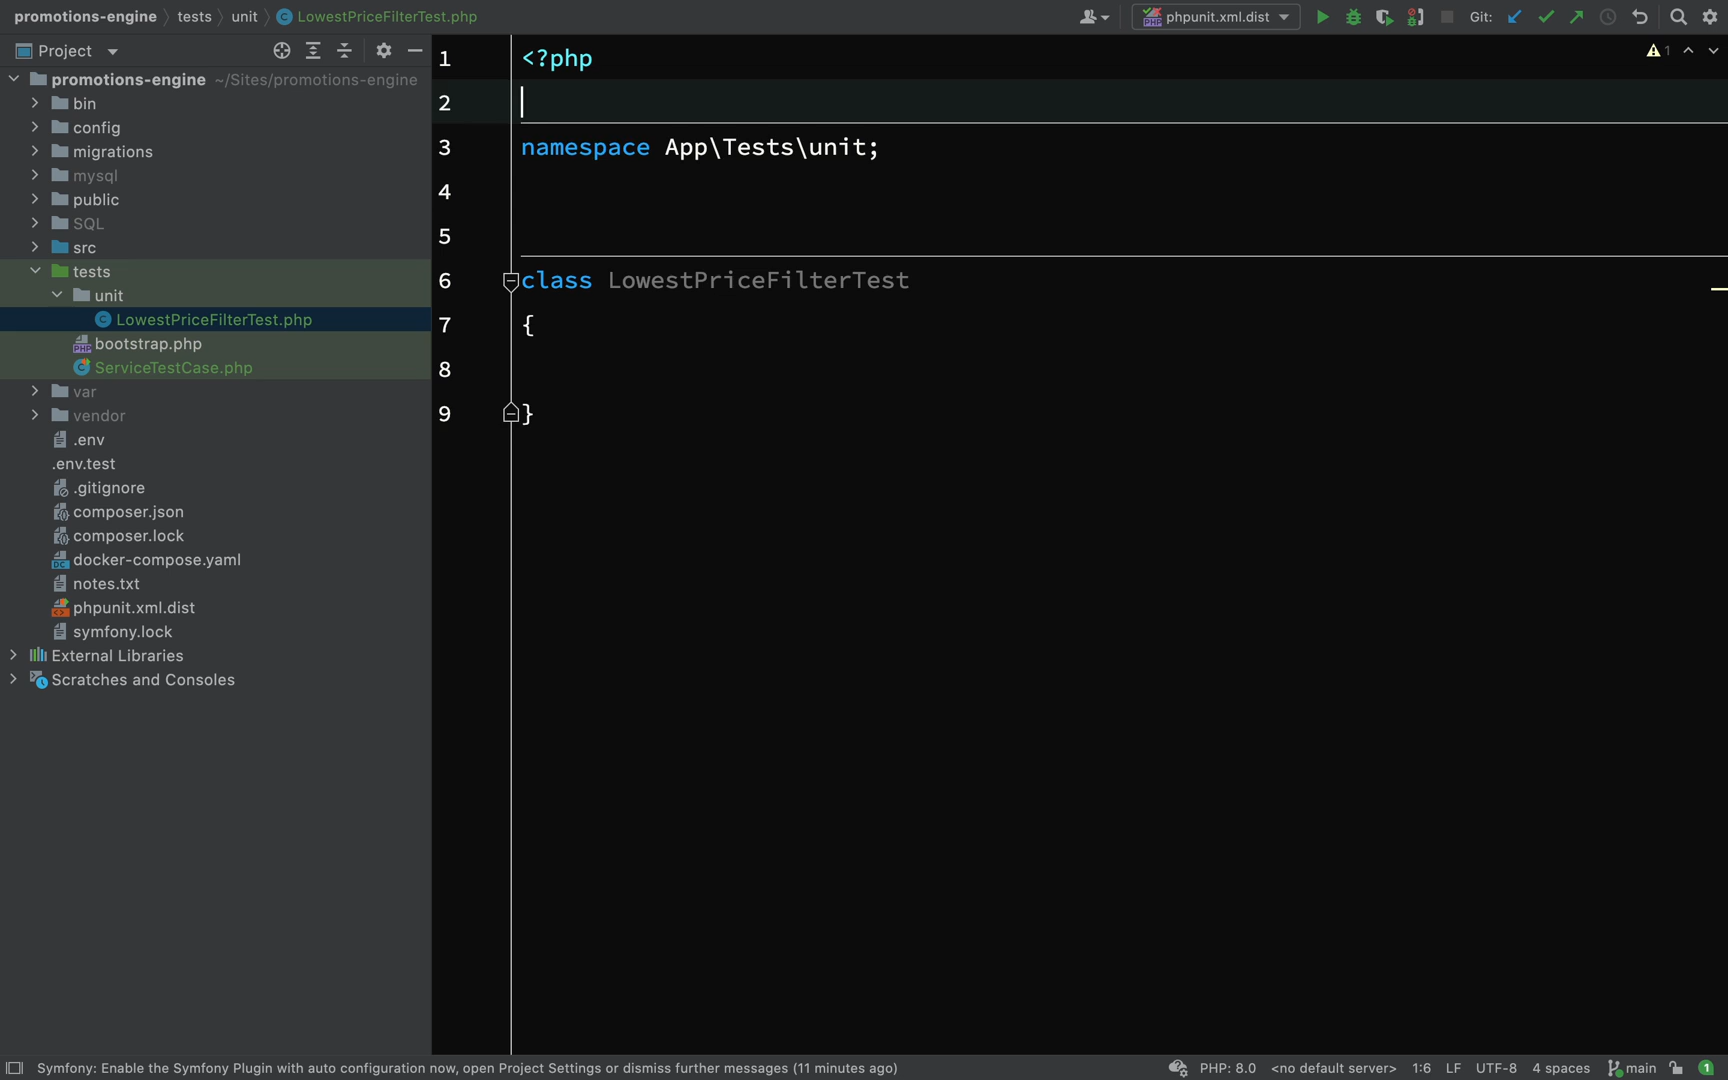 promotions-engine tests unit LowestPriceFilterTest.php phpunit.xml.dist Git:
Project
promotions-engine ~/Sites/promotions-engine
bin
config
migrations
mysql
public
SQL
src
tests
unit
LowestPriceFilterTest.php
bootstrap.php
ServiceTestCase.php
var
vendor
.env
.env.test
.gitignore
composer.json
composer.lock
docker-compose.yaml
notes.txt
phpunit.xml.dist
symfony.lock
External Libraries
Scratches and Consoles
1 <?php
2
3 namespace App\Tests\unit;
4
5
6 class LowestPriceFilterTest
7 {
8
9 }
1
Symfony: Enable the Symfony Plugin with auto configuration now, open Project Settings or dismiss further messages (11 minutes ago) PHP: 8.0 <no default server> 1:6 LF UTF-8 4 spaces main 1